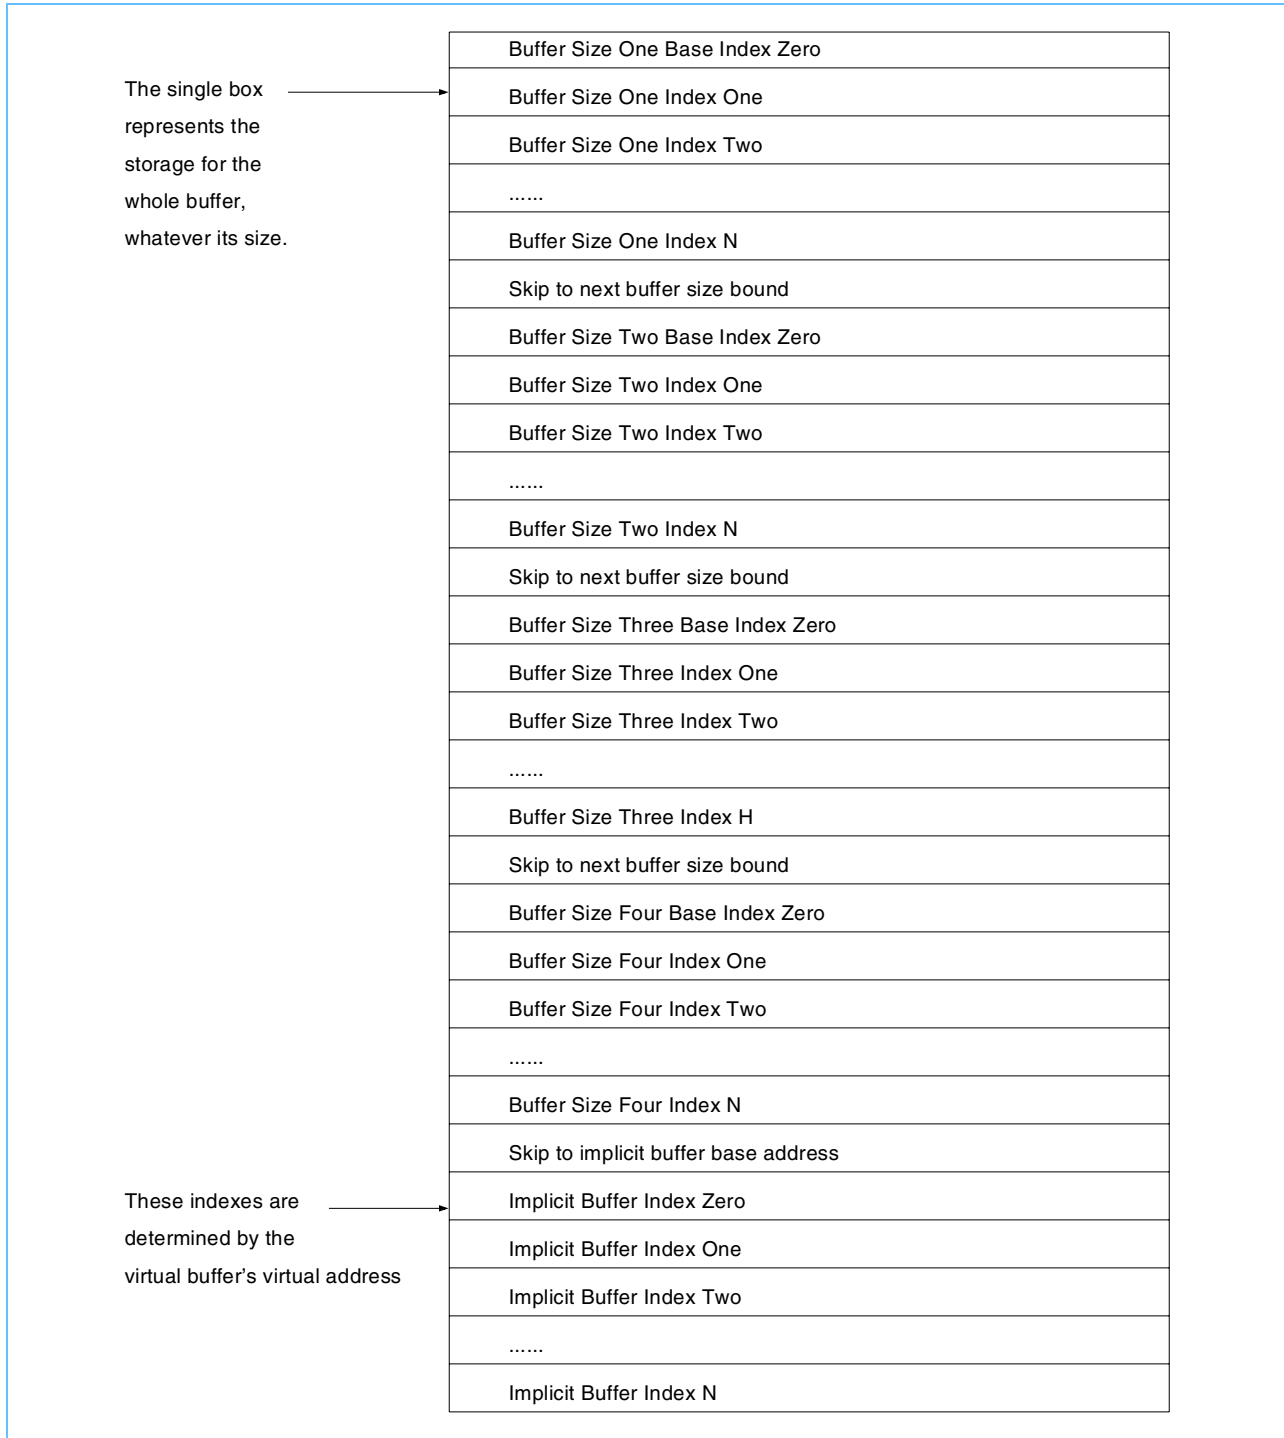 Buffer Size One Base Index Zero
The single box
represents the
storage for the
whole buffer,
whatever its size.
Buffer Size One Index One
Buffer Size One Index Two
......
Buffer Size One Index N
Skip to next buffer size bound
Buffer Size Two Base Index Zero
Buffer Size Two Index One
Buffer Size Two Index Two
......
Buffer Size Two Index N
Skip to next buffer size bound
Buffer Size Three Base Index Zero
Buffer Size Three Index One
Buffer Size Three Index Two
......
Buffer Size Three Index H
Skip to next buffer size bound
Buffer Size Four Base Index Zero
Buffer Size Four Index One
Buffer Size Four Index Two
......
Buffer Size Four Index N
Skip to implicit buffer base address
These indexes are
determined by the
virtual buffer’s virtual address
Implicit Buffer Index Zero
Implicit Buffer Index One
Implicit Buffer Index Two
......
Implicit Buffer Index N